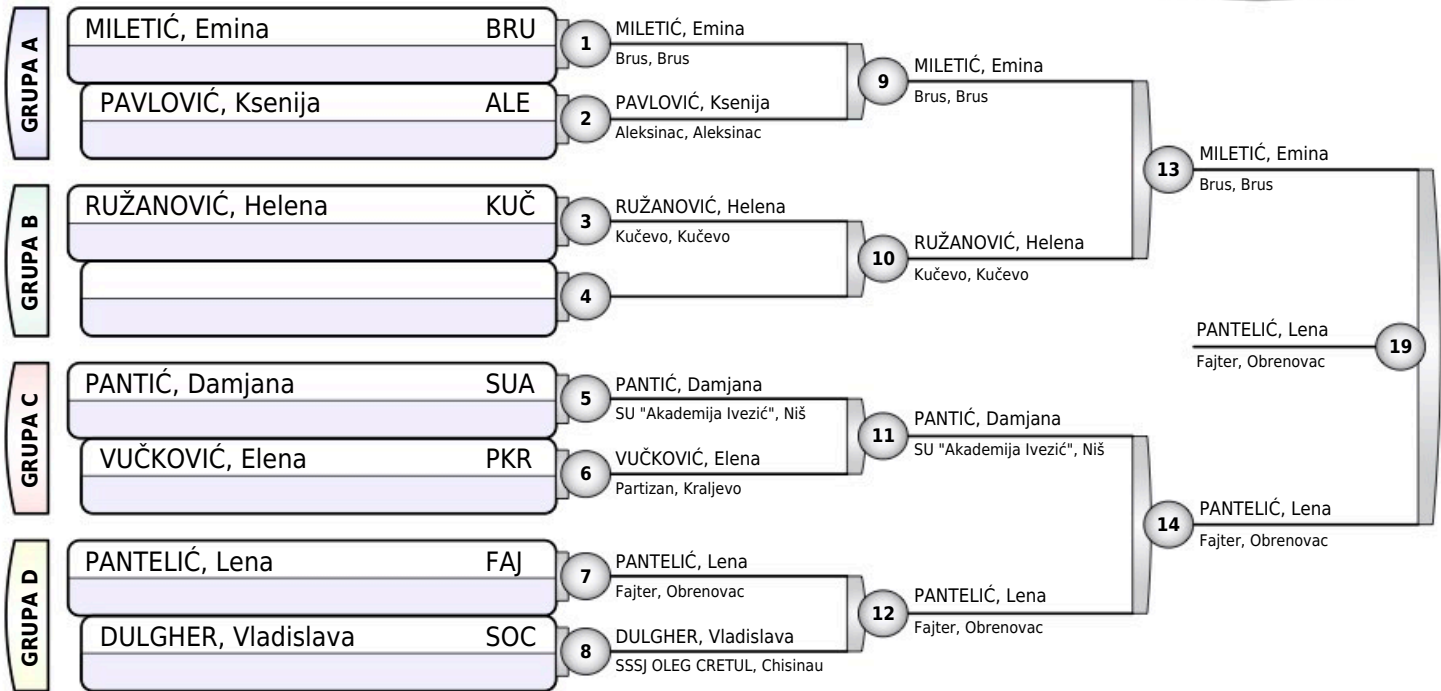 GRUPA A
MILETIĆ, Emina BRU
PAVLOVIĆ, Ksenija ALE
GRUPA B
RUŽANOVIĆ, Helena KUČ
GRUPA C
PANTIĆ, Damjana SUA
VUČKOVIĆ, Elena PKR
GRUPA D
PANTELIĆ, Lena FAJ
DULGHER, Vladislava SOC
1
MILETIĆ, Emina
Brus, Brus
2
PAVLOVIĆ, Ksenija
Aleksinac, Aleksinac
3
RUŽANOVIĆ, Helena
Kučevo, Kučevo
4
5
PANTIĆ, Damjana
SU "Akademija Ivezić", Niš
6
VUČKOVIĆ, Elena
Partizan, Kraljevo
7
PANTELIĆ, Lena
Fajter, Obrenovac
8
DULGHER, Vladislava
SSSJ OLEG CRETUL, Chisinau
9
MILETIĆ, Emina
Brus, Brus
10
RUŽANOVIĆ, Helena
Kučevo, Kučevo
11
PANTIĆ, Damjana
SU "Akademija Ivezić", Niš
12
PANTELIĆ, Lena
Fajter, Obrenovac
13
MILETIĆ, Emina
Brus, Brus
14
PANTELIĆ, Lena
Fajter, Obrenovac
PANTELIĆ, Lena
Fajter, Obrenovac
19